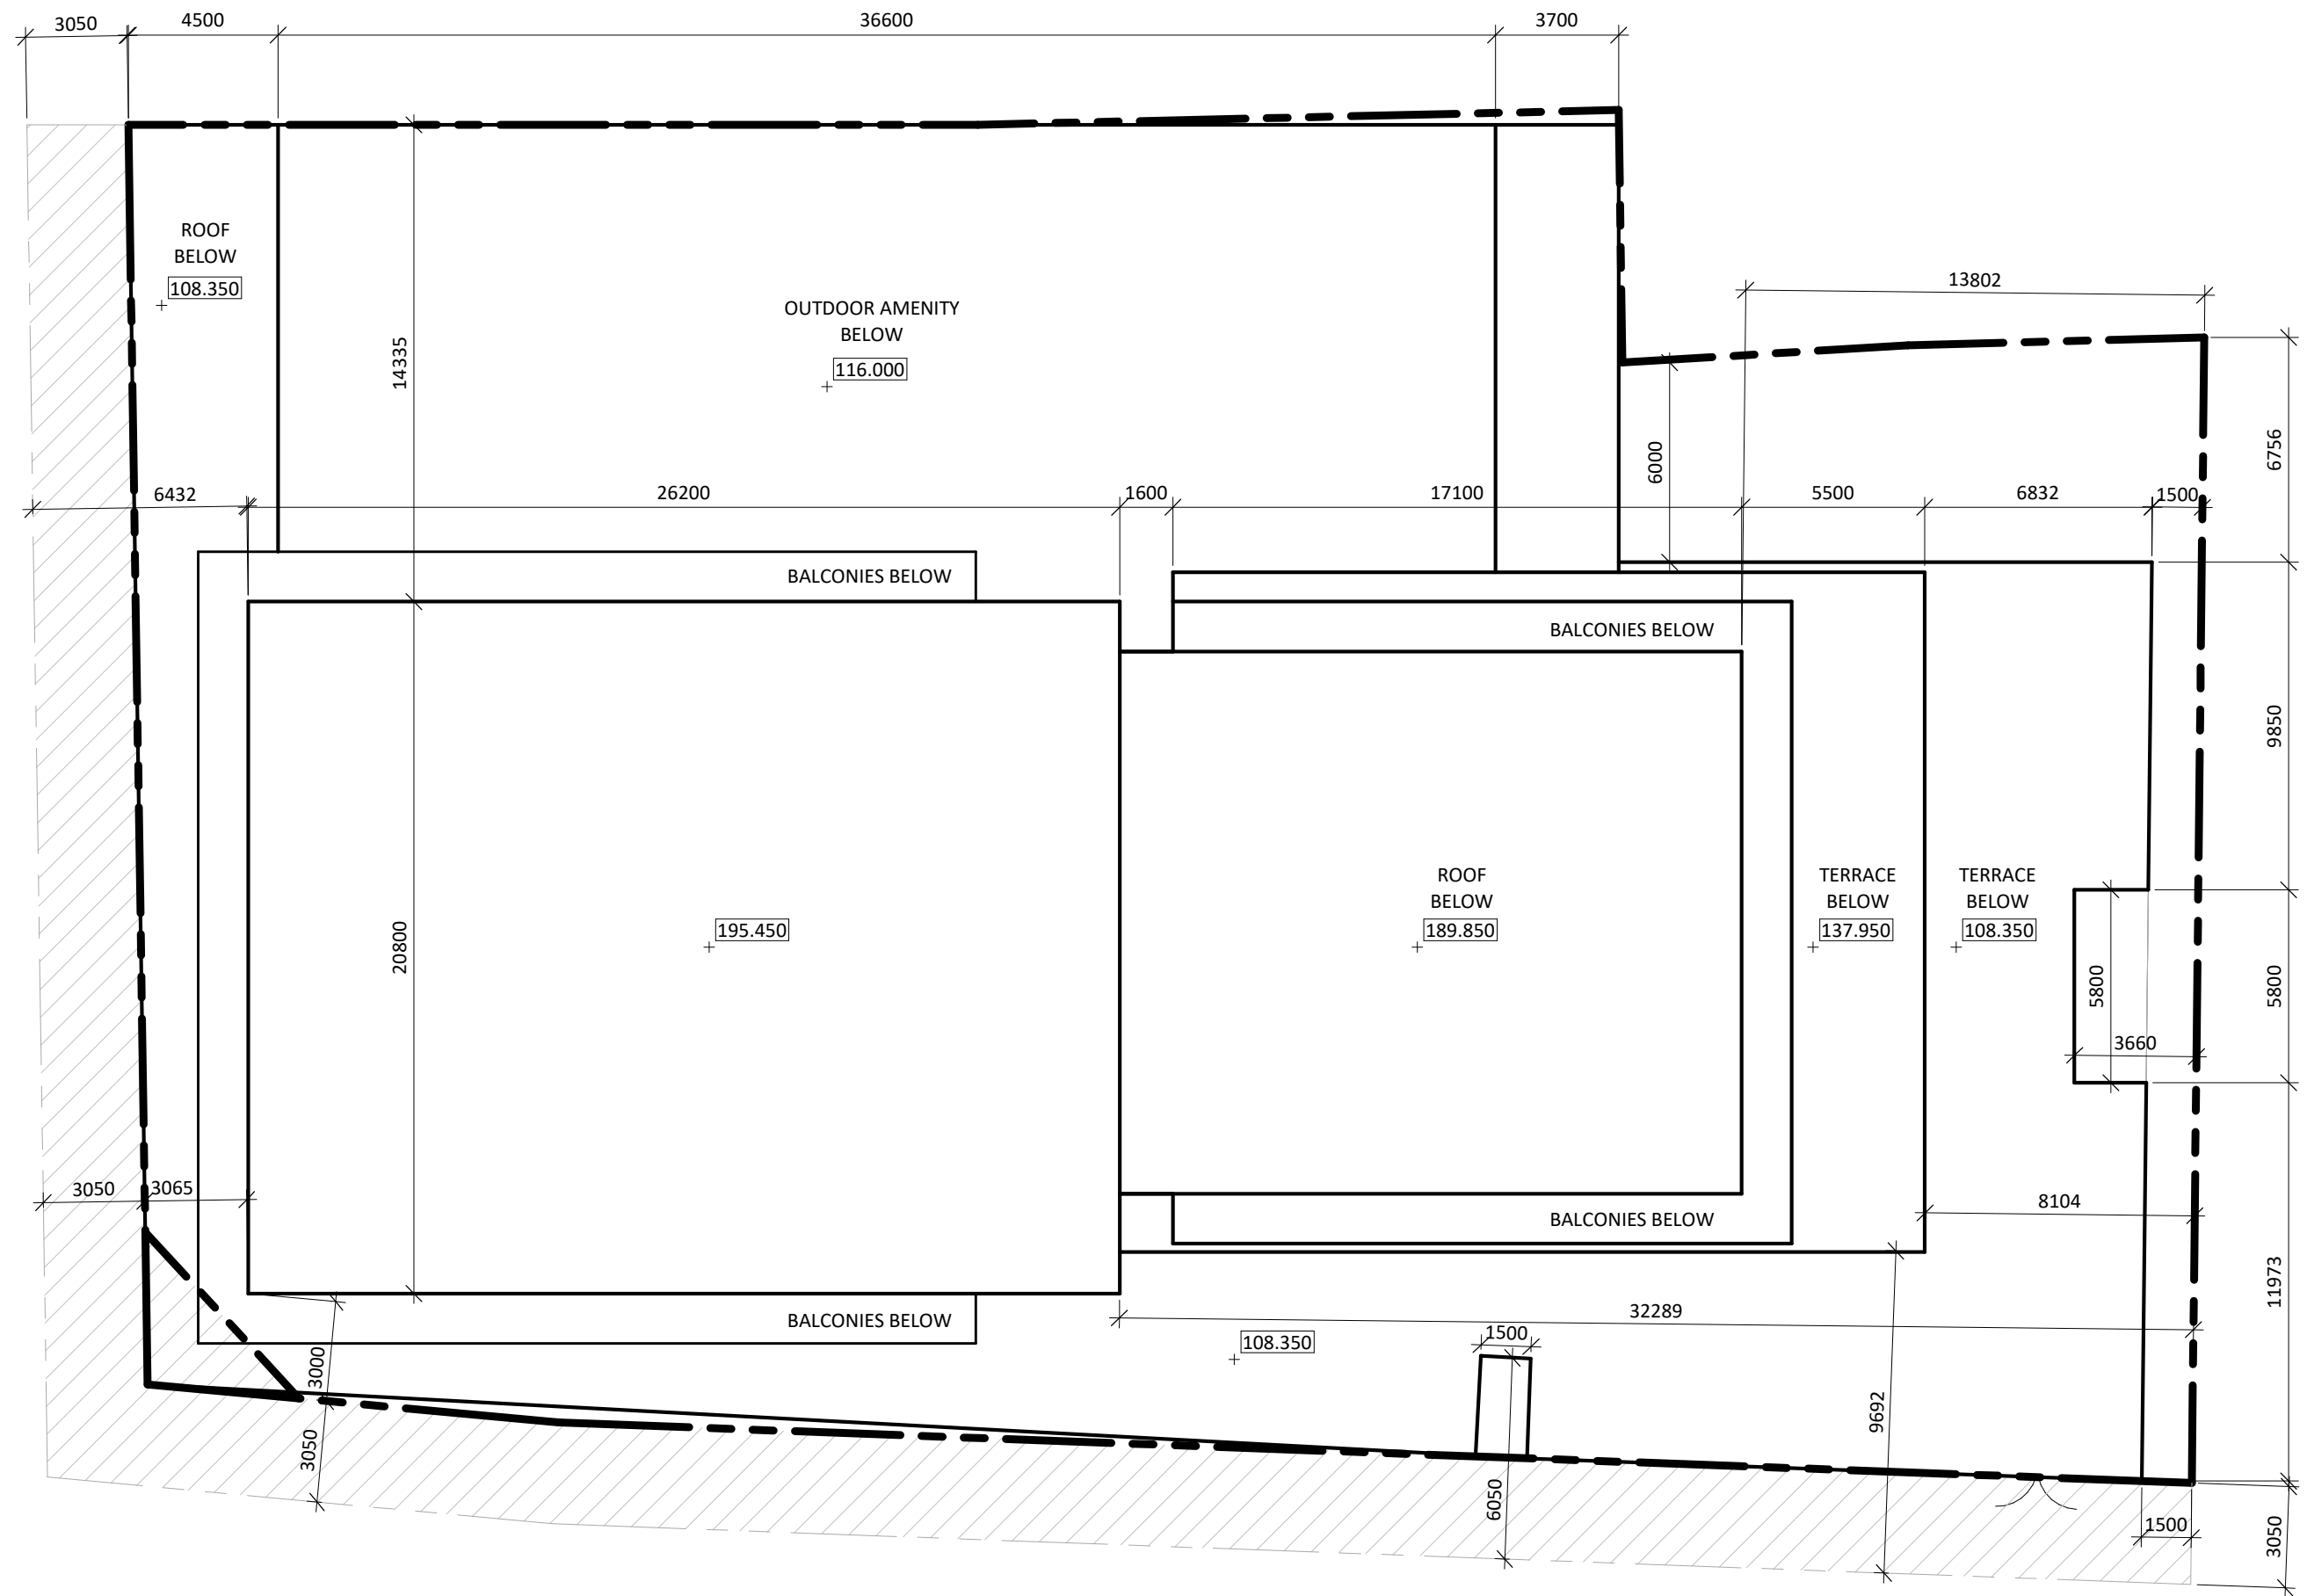 3050
4500
36600
3700
ROOF
BELOW
108.350
13802
OUTDOOR AMENITY
BELOW
116.000
14335
6000
6756
6432
26200
1600
17100
5500
6832
1500
BALCONIES BELOW
BALCONIES BELOW
9850
ROOF
BELOW
189.850
TERRACE
BELOW
137.950
TERRACE
BELOW
108.350
195.450
20800
5800
5800
3660
3050
3065
8104
BALCONIES BELOW
11973
BALCONIES BELOW
32289
108.350
1500
3000
9692
3050
6050
1500
3050